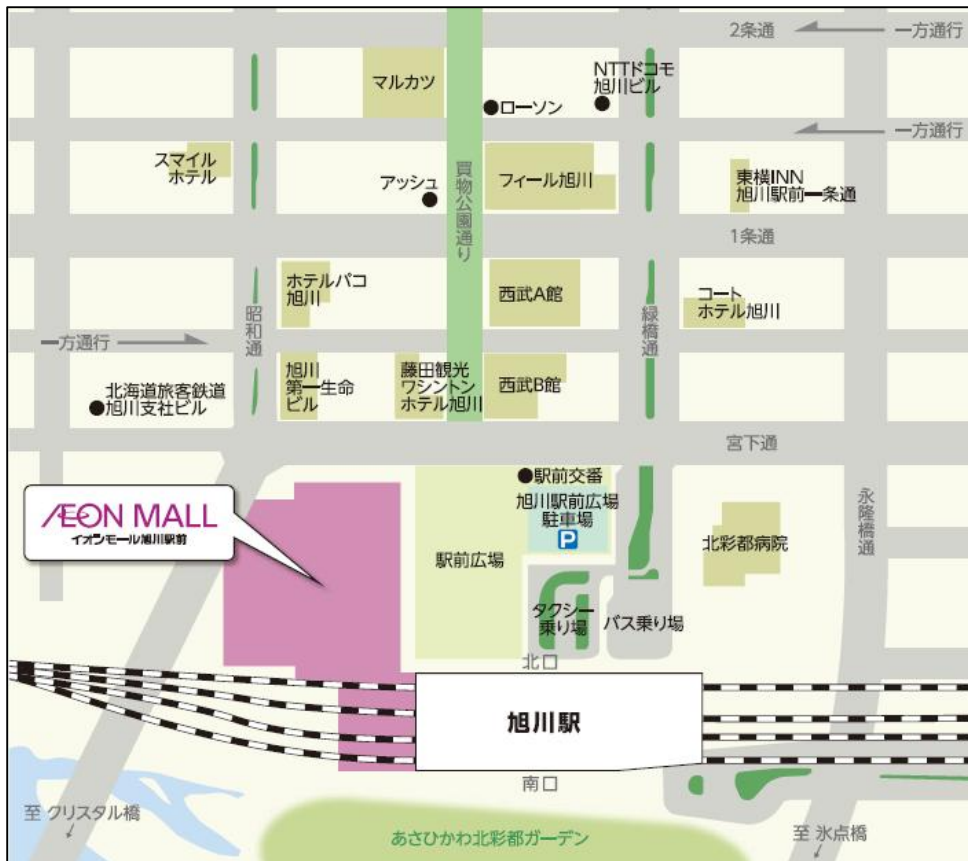 2条通
一方通行
マルカツ
NTTドコモ
旭川ビル
ローソン
一方通行
スマイル
ホテル
アッシュ
買物公園通り
フィール旭川
東横INN
旭川駅前一条通
1条通
ホテルパコ
旭川
西武A館
コート
ホテル旭川
昭和通
緑橋通
一方通行
北海道旅客鉄道
旭川支社ビル
旭川
第一生命
ビル
藤田観光
ワシントン
ホテル旭川
西武B館
宮下通
駅前交番
旭川駅前広場
駐車場
P
永隆橋通
ÆON MALL
イオンモール旭川駅前
駅前広場
北彩都病院
タクシー
乗り場
バス乗り場
北口
旭川駅
南口
至 クリスタル橋
あさひかわ北彩都ガーデン
至 氷点橋